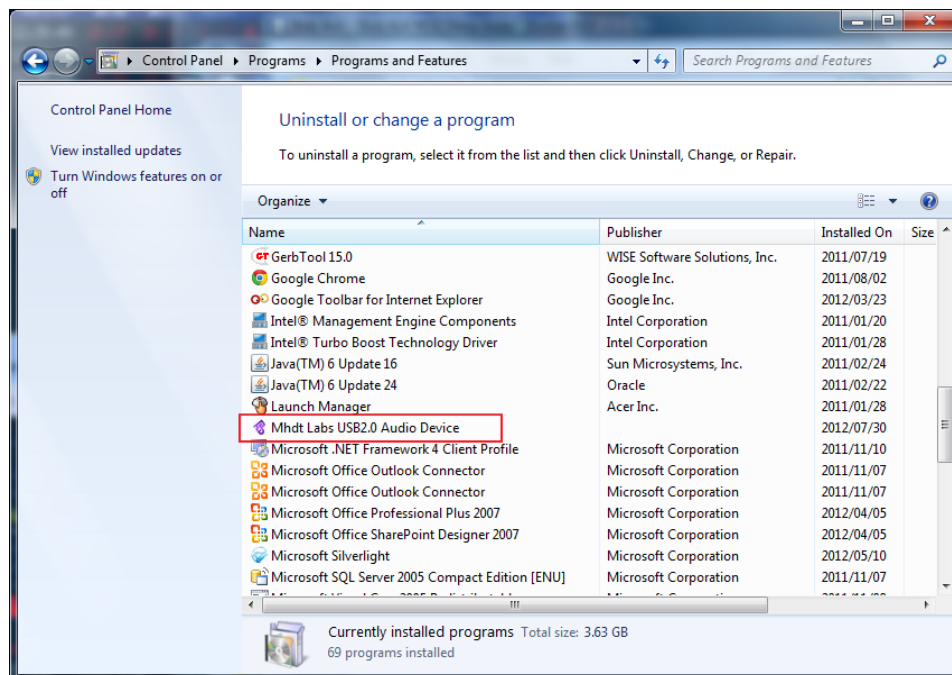 Control Panel Programs Programs and Features Search Programs and Features
Control Panel Home
View installed updates
Turn Windows features on or
off
Uninstall or change a program
To uninstall a program, select it from the list and then click Uninstall, Change, or Repair.
Organize
Name Publisher Installed On Size
GerbTool 15.0 WISE Software Solutions, Inc. 2011/07/19
Google Chrome Google Inc. 2011/08/02
Google Toolbar for Internet Explorer Google Inc. 2012/03/23
Intel® Management Engine Components Intel Corporation 2011/01/20
Intel® Turbo Boost Technology Driver Intel Corporation 2011/01/28
Java(TM) 6 Update 16 Sun Microsystems, Inc. 2011/02/24
Java(TM) 6 Update 24 Oracle 2011/02/22
Launch Manager Acer Inc. 2011/01/28
Mhdt Labs USB2.0 Audio Device 2012/07/30
Microsoft .NET Framework 4 Client Profile Microsoft Corporation 2011/11/10
Microsoft Office Outlook Connector Microsoft Corporation 2011/11/07
Microsoft Office Outlook Connector Microsoft Corporation 2011/11/07
Microsoft Office Professional Plus 2007 Microsoft Corporation 2012/04/05
Microsoft Office SharePoint Designer 2007 Microsoft Corporation 2012/04/05
Microsoft Silverlight Microsoft Corporation 2012/05/10
Microsoft SQL Server 2005 Compact Edition [ENU] Microsoft Corporation 2011/11/07
Currently installed programs Total size: 3.63 GB
69 programs installed